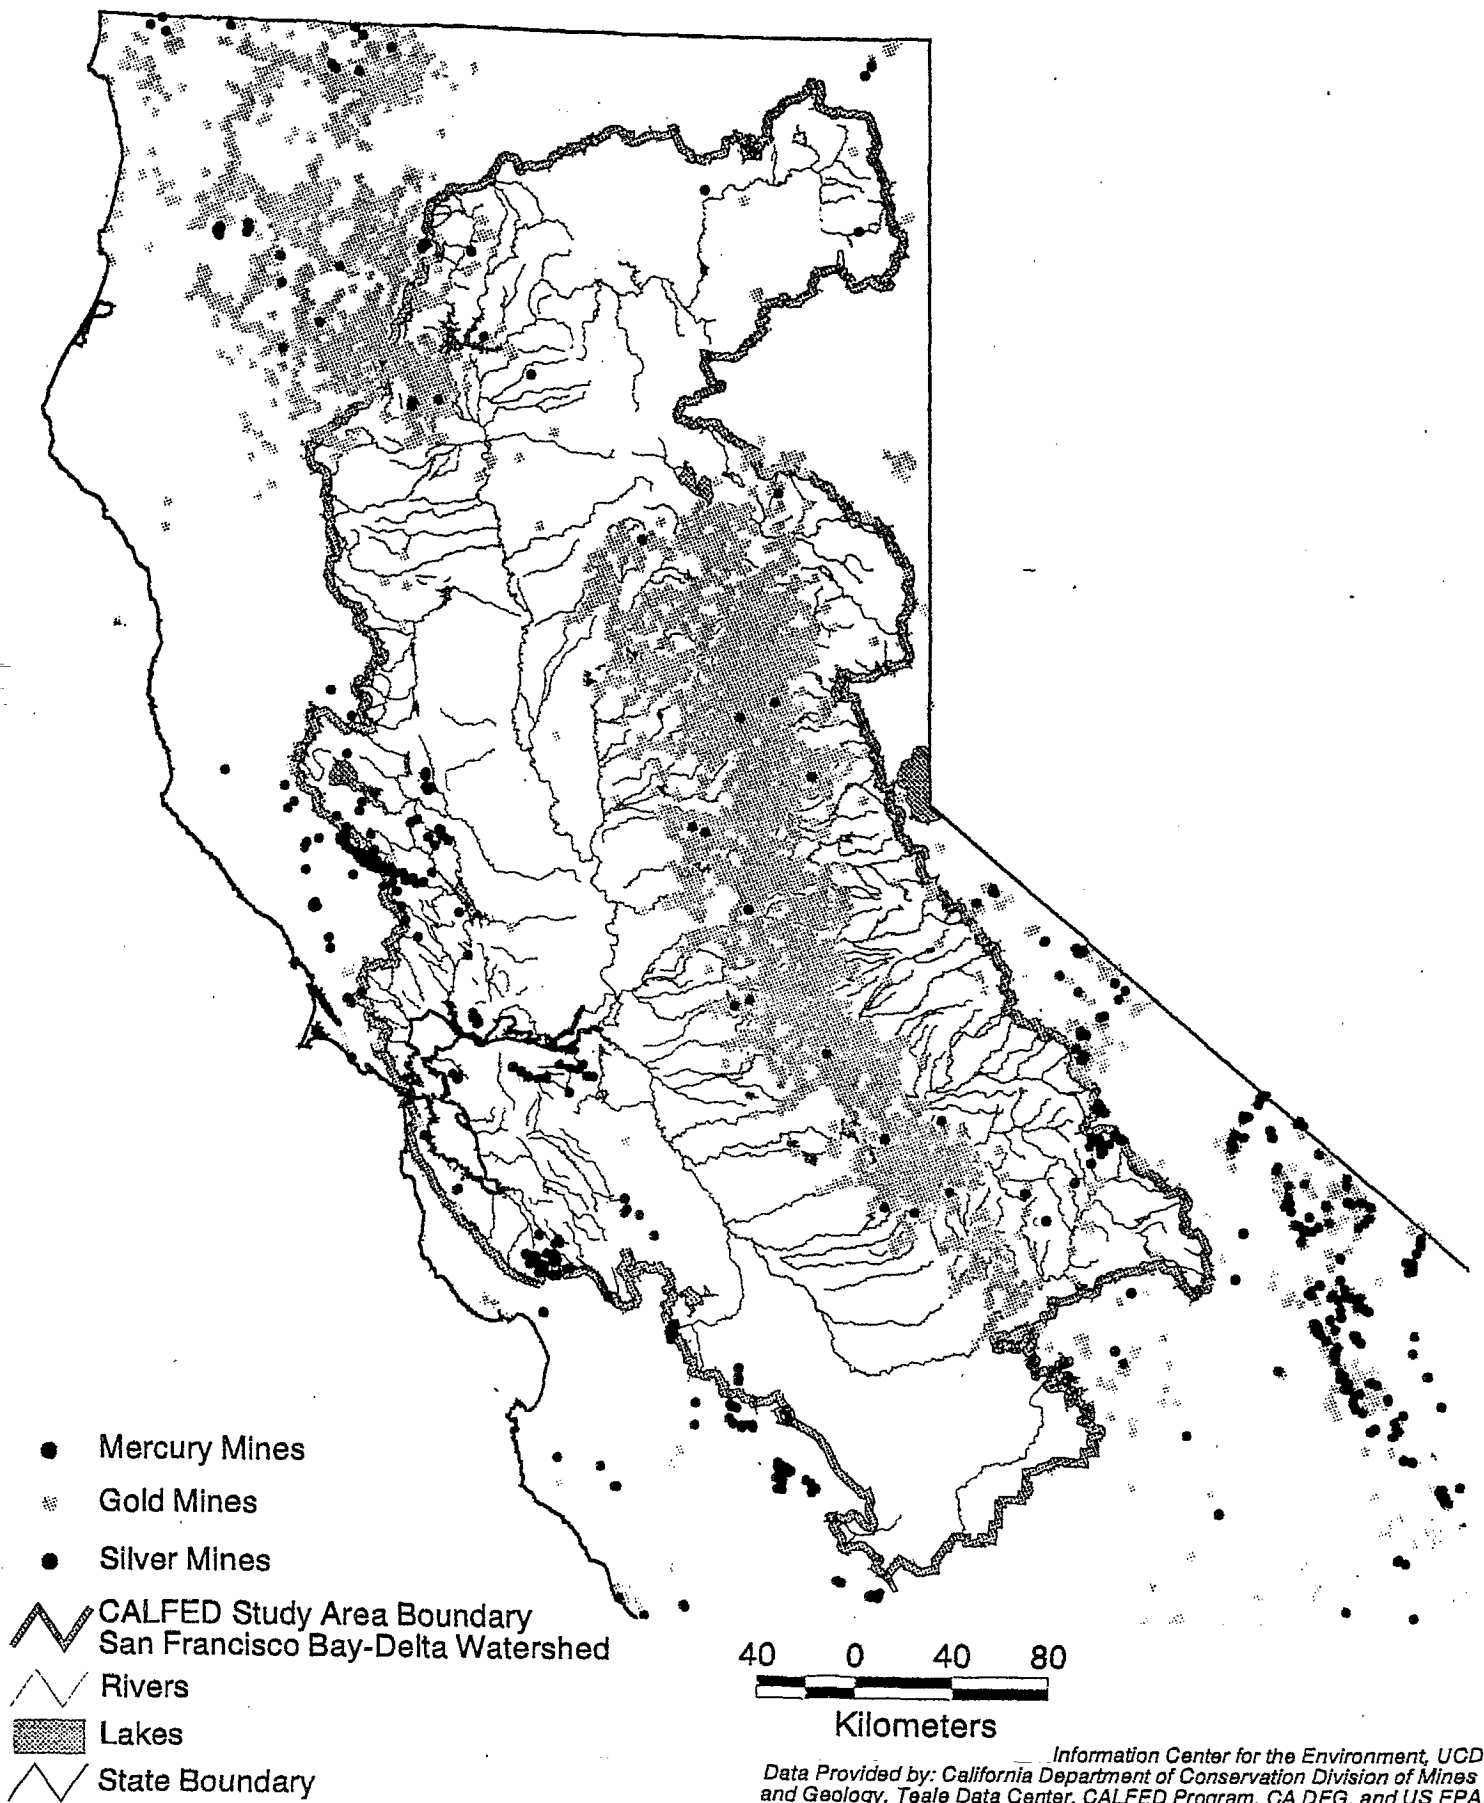 Mercury Mines
Gold Mines
Silver Mines
CALFED Study Area Boundary
San Francisco Bay-Delta Watershed
Rivers
Lakes
State Boundary
40 0 40 80
Kilometers
Information Center for the Environment, UCD
Data Provided by: California Department of Conservation Division of Mines
and Geology, Teale Data Center, CALFED Program, CA DFG, and US EPA